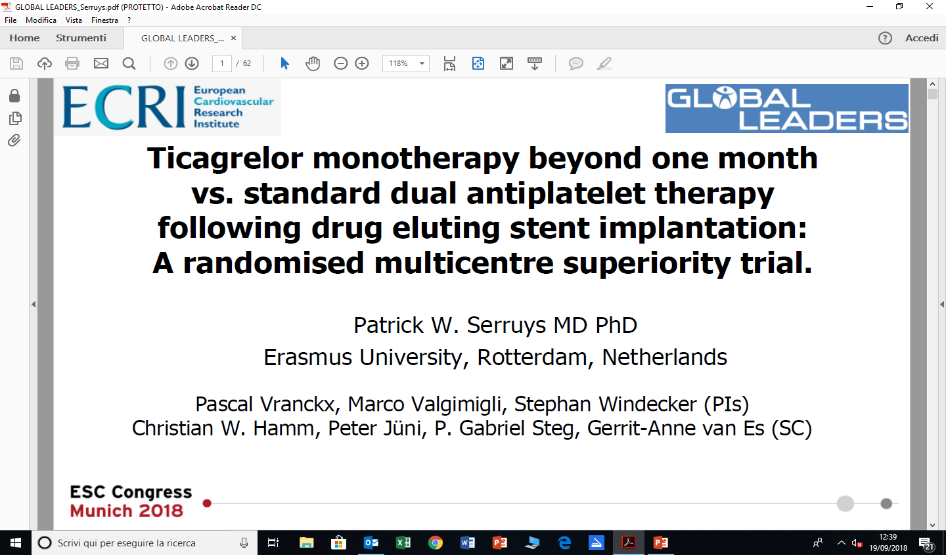 GLOBAL LEADERS_Serruys.pdf (PROTETTO) - Adobe Acrobat Reader DC
File Modifica Vista Finestra ?
Home Strumenti GLOBAL LEADERS_... × Accedi
1 / 62 118%
ECRI European
Cardiovascular
Research
Institute
GLOBAL
LEADERS
Ticagrelor monotherapy beyond one month
vs. standard dual antiplatelet therapy
following drug eluting stent implantation:
A randomised multicentre superiority trial.
Patrick W. Serruys MD PhD
Erasmus University, Rotterdam, Netherlands
Pascal Vranckx, Marco Valgimigli, Stephan Windecker (PIs)
Christian W. Hamm, Peter Jüni, P. Gabriel Steg, Gerrit-Anne van Es (SC)
ESC Congress
Munich 2018
Scrivi qui per eseguire la ricerca
12:39
19/09/2018
21